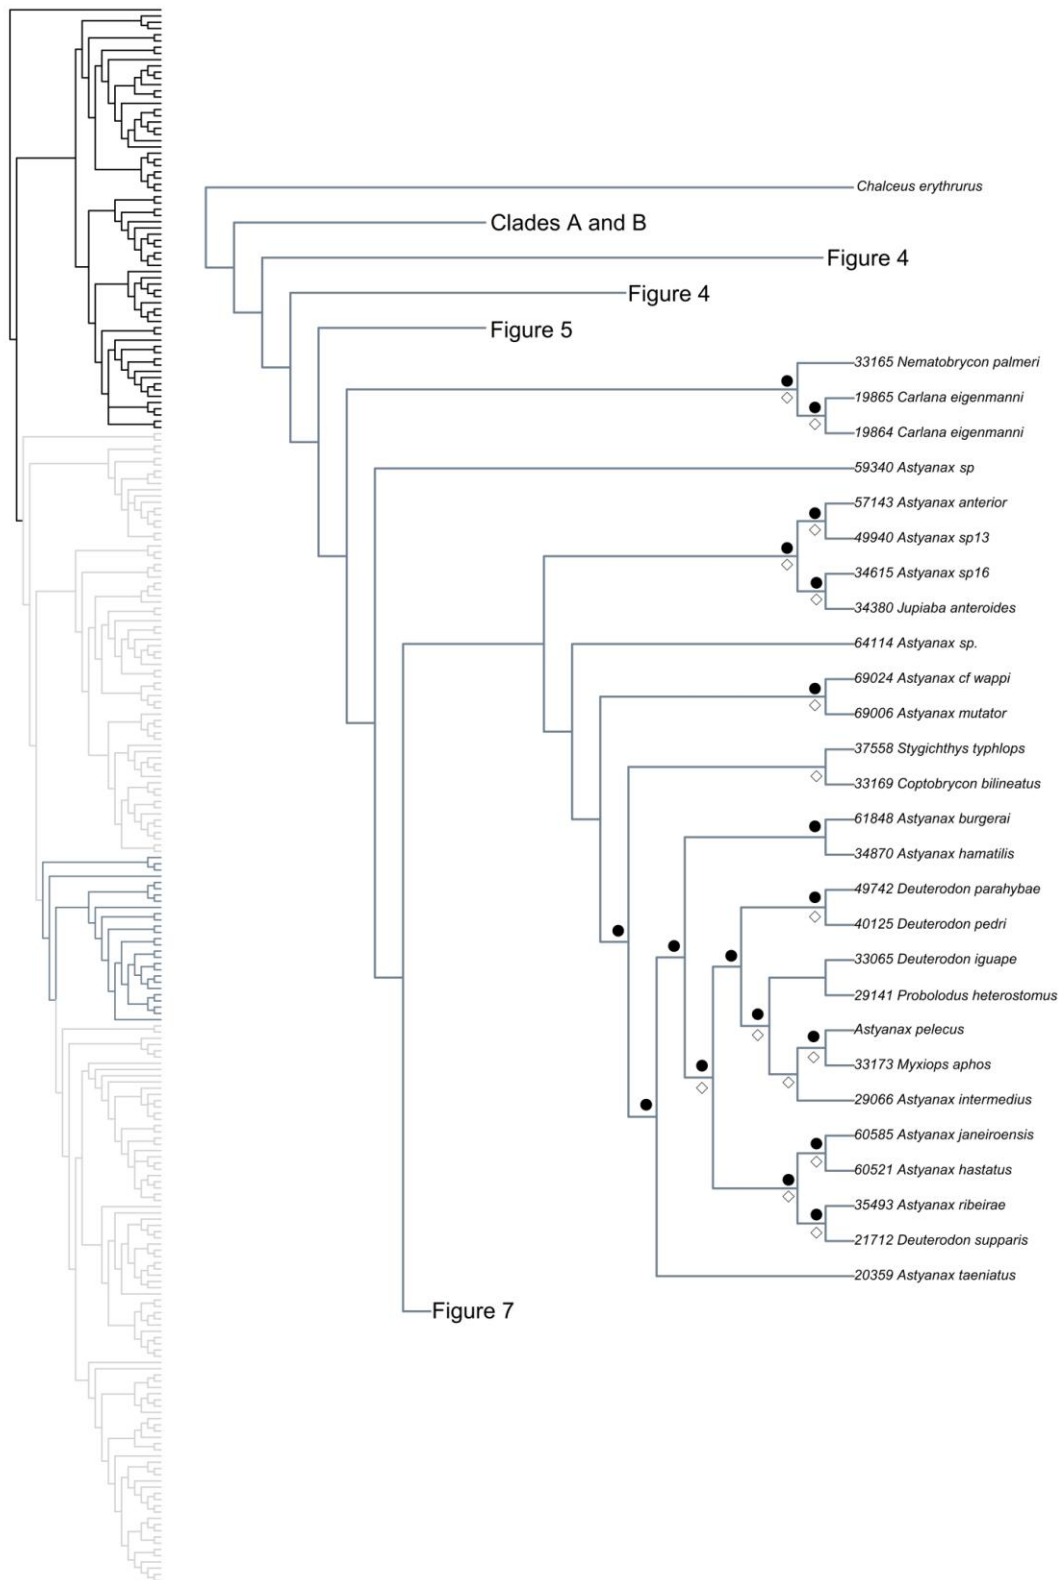 Chalceus erythrurus
Clades A and B
Figure 4
Figure 4
Figure 5
33165 Nematobrycon palmeri
19865 Carlana eigenmanni
19864 Carlana eigenmanni
59340 Astyanax sp
57143 Astyanax anterior
49940 Astyanax sp13
34615 Astyanax sp16
34380 Jupiaba anteroides
64114 Astyanax sp.
69024 Astyanax cf wappi
69006 Astyanax mutator
37558 Stygichthys typhlops
33169 Coptobrycon bilineatus
61848 Astyanax burgerai
34870 Astyanax hamatilis
49742 Deuterodon parahybae
40125 Deuterodon pedri
33065 Deuterodon iguape
29141 Probolodus heterostomus
Astyanax pelecus
33173 Myxiops aphos
29066 Astyanax intermedius
60585 Astyanax janeiroensis
60521 Astyanax hastatus
35493 Astyanax ribeirae
21712 Deuterodon supparis
20359 Astyanax taeniatus
Figure 7